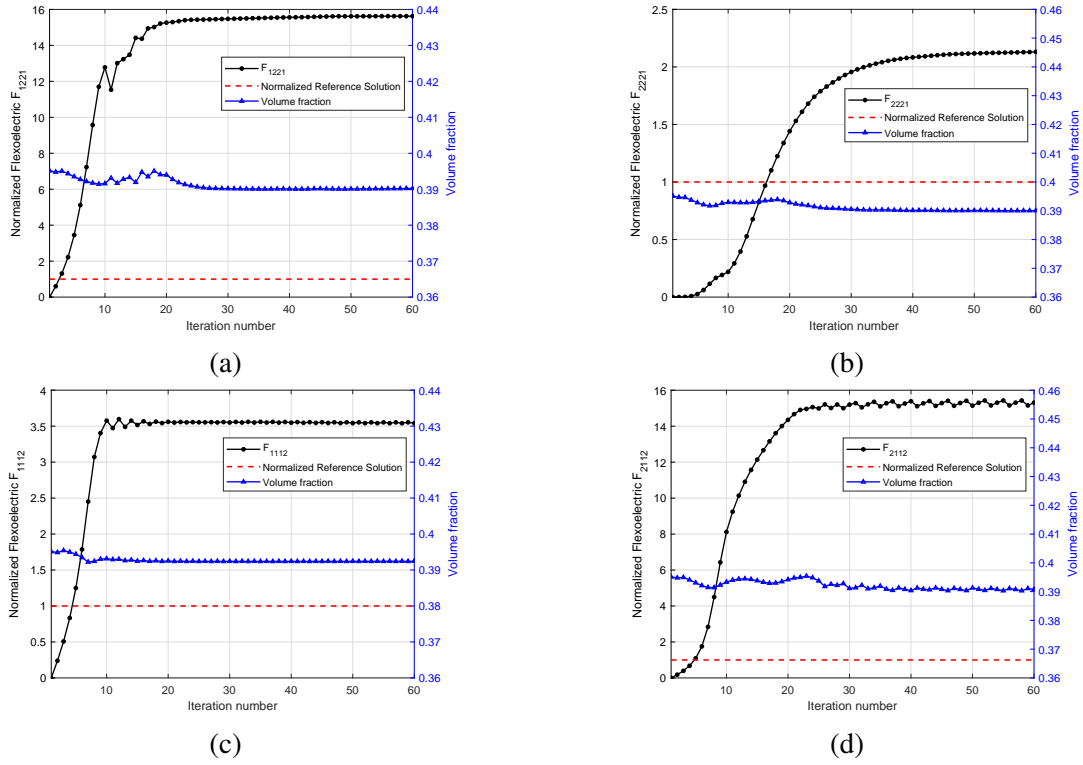 16
14
12
10
8
6
4
2
0
Normalized Flexoelectric F1221
0.44
0.43
0.42
0.41
0.4
0.39
0.38
0.37
0.36
Volume fraction
F1221
Normalized Reference Solution
Volume fraction
10 20 30 40 50 60
Iteration number
(a)
2.5
2
1.5
1
0.5
0
Normalized Flexoelectric F2221
0.46
0.45
0.44
0.43
0.42
0.41
0.4
0.39
0.38
0.37
0.36
Volume fraction
F2221
Normalized Reference Solution
Volume fraction
10 20 30 40 50 60
Iteration number
(b)
4
3.5
3
2.5
2
1.5
1
0.5
0
Normalized Flexoelectric F1112
0.44
0.43
0.42
0.41
0.4
0.39
0.38
0.37
0.36
Volume fraction
F1112
Normalized Reference Solution
Volume fraction
10 20 30 40 50 60
Iteration number
(c)
16
14
12
10
8
6
4
2
0
Normalized Flexoelectric F2112
0.46
0.45
0.44
0.43
0.42
0.41
0.4
0.39
0.38
0.37
0.36
Volume fraction
F2112
Normalized Reference Solution
Volume fraction
10 20 30 40 50 60
Iteration number
(d)